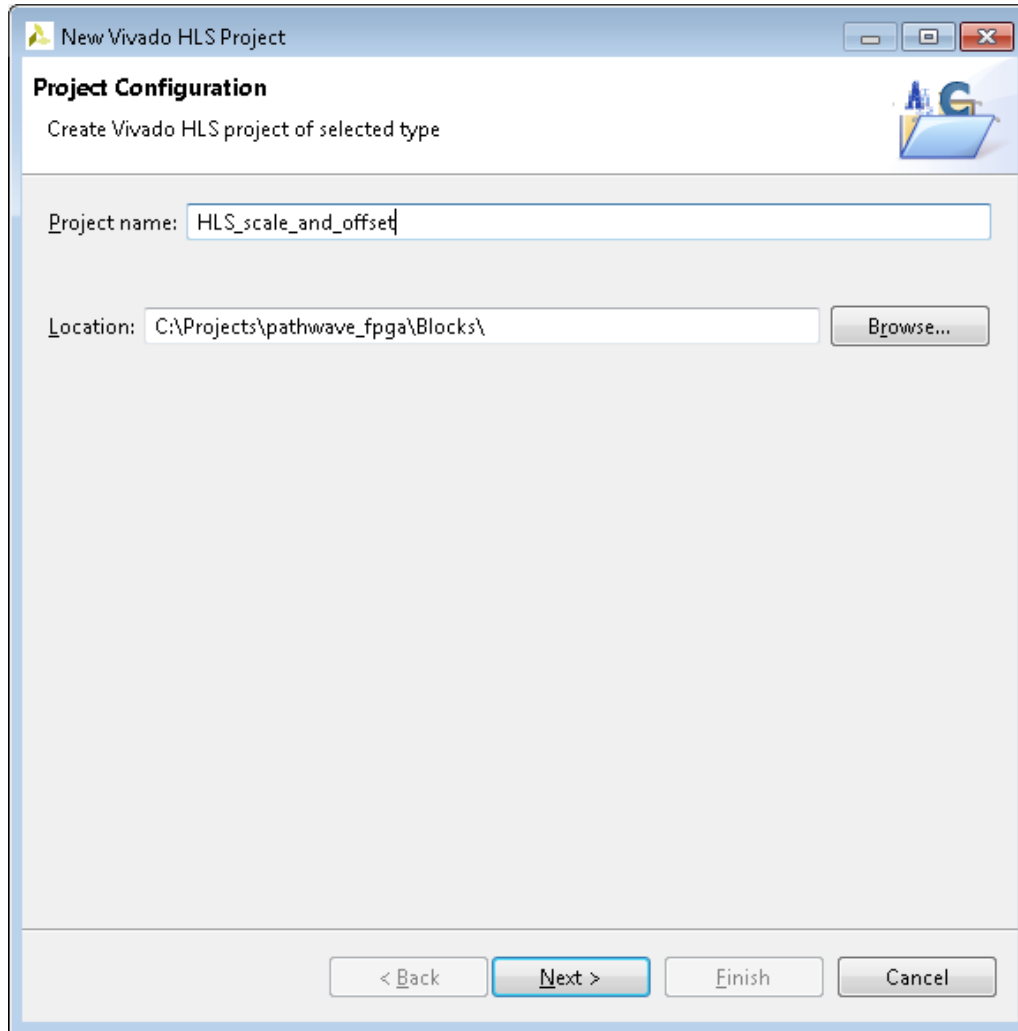 New Vivado HLS Project
Project Configuration
Create Vivado HLS project of selected type
Project name: HLS_scale_and_offset
Location: C:\Projects\pathwave_fpga\Blocks\ Browse...
< Back Next > Finish Cancel